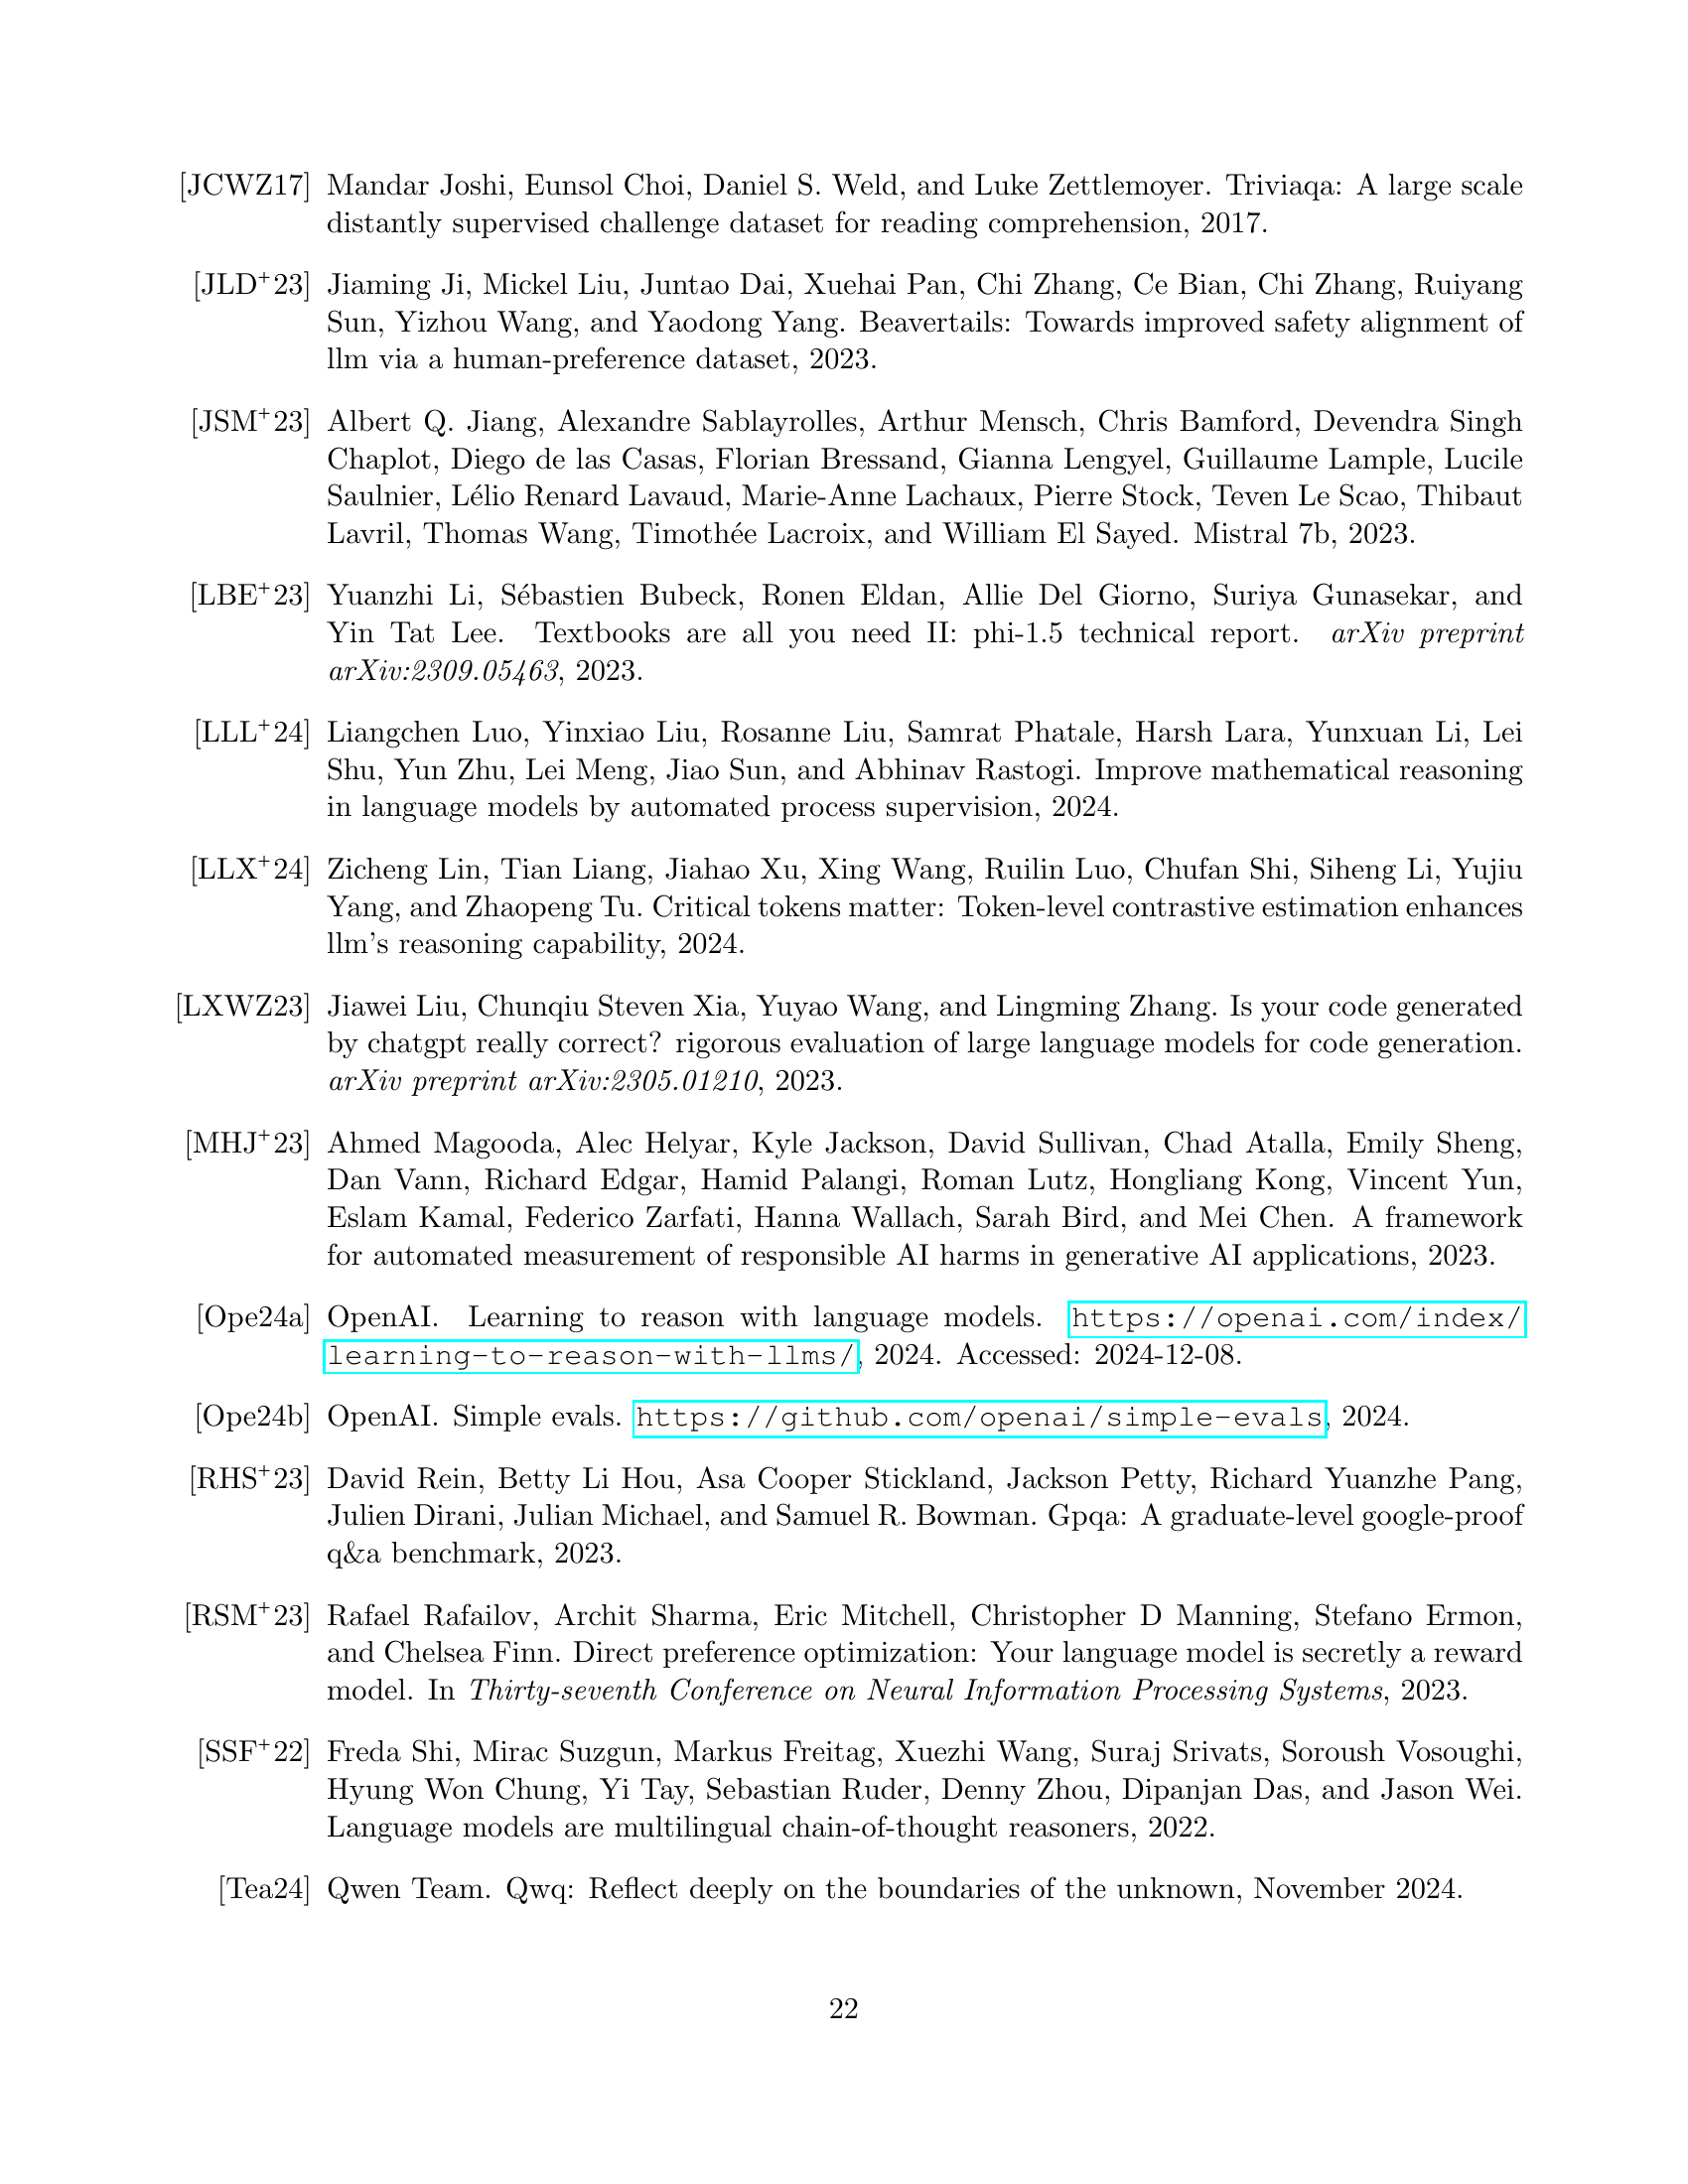 [JCWZ17] Mandar Joshi, Eunsol Choi, Daniel S. Weld, and Luke Zettlemoyer. Triviaqa: A large scale
distantly supervised challenge dataset for reading comprehension, 2017.
[JLD+23] Jiaming Ji, Mickel Liu, Juntao Dai, Xuehai Pan, Chi Zhang, Ce Bian, Chi Zhang, Ruiyang
Sun, Yizhou Wang, and Yaodong Yang. Beavertails: Towards improved safety alignment of
llm via a human-preference dataset, 2023.
[JSM+23] Albert Q. Jiang, Alexandre Sablayrolles, Arthur Mensch, Chris Bamford, Devendra Singh
Chaplot, Diego de las Casas, Florian Bressand, Gianna Lengyel, Guillaume Lample, Lucile
Saulnier, Lélio Renard Lavaud, Marie-Anne Lachaux, Pierre Stock, Teven Le Scao, Thibaut
Lavril, Thomas Wang, Timothée Lacroix, and William El Sayed. Mistral 7b, 2023.
[LBE+23] Yuanzhi Li, Sébastien Bubeck, Ronen Eldan, Allie Del Giorno, Suriya Gunasekar, and
Yin Tat Lee. Textbooks are all you need II: phi-1.5 technical report. arXiv preprint
arXiv:2309.05463, 2023.
[LLL+24] Liangchen Luo, Yinxiao Liu, Rosanne Liu, Samrat Phatale, Harsh Lara, Yunxuan Li, Lei
Shu, Yun Zhu, Lei Meng, Jiao Sun, and Abhinav Rastogi. Improve mathematical reasoning
in language models by automated process supervision, 2024.
[LLX+24] Zicheng Lin, Tian Liang, Jiahao Xu, Xing Wang, Ruilin Luo, Chufan Shi, Siheng Li, Yujiu
Yang, and Zhaopeng Tu. Critical tokens matter: Token-level contrastive estimation enhances
llm's reasoning capability, 2024.
[LXWZ23] Jiawei Liu, Chunqiu Steven Xia, Yuyao Wang, and Lingming Zhang. Is your code generated
by chatgpt really correct? rigorous evaluation of large language models for code generation.
arXiv preprint arXiv:2305.01210, 2023.
[MHJ+23] Ahmed Magooda, Alec Helyar, Kyle Jackson, David Sullivan, Chad Atalla, Emily Sheng,
Dan Vann, Richard Edgar, Hamid Palangi, Roman Lutz, Hongliang Kong, Vincent Yun,
Eslam Kamal, Federico Zarfati, Hanna Wallach, Sarah Bird, and Mei Chen. A framework
for automated measurement of responsible AI harms in generative AI applications, 2023.
[Ope24a] OpenAI. Learning to reason with language models. https://openai.com/index/
learning-to-reason-with-llms/, 2024. Accessed: 2024-12-08.
[Ope24b] OpenAI. Simple evals. https://github.com/openai/simple-evals, 2024.
[RHS+23] David Rein, Betty Li Hou, Asa Cooper Stickland, Jackson Petty, Richard Yuanzhe Pang,
Julien Dirani, Julian Michael, and Samuel R. Bowman. Gpqa: A graduate-level google-proof
q&a benchmark, 2023.
[RSM+23] Rafael Rafailov, Archit Sharma, Eric Mitchell, Christopher D Manning, Stefano Ermon,
and Chelsea Finn. Direct preference optimization: Your language model is secretly a reward
model. In Thirty-seventh Conference on Neural Information Processing Systems, 2023.
[SSF+22] Freda Shi, Mirac Suzgun, Markus Freitag, Xuezhi Wang, Suraj Srivats, Soroush Vosoughi,
Hyung Won Chung, Yi Tay, Sebastian Ruder, Denny Zhou, Dipanjan Das, and Jason Wei.
Language models are multilingual chain-of-thought reasoners, 2022.
[Tea24] Qwen Team. Qwq: Reflect deeply on the boundaries of the unknown, November 2024.
22